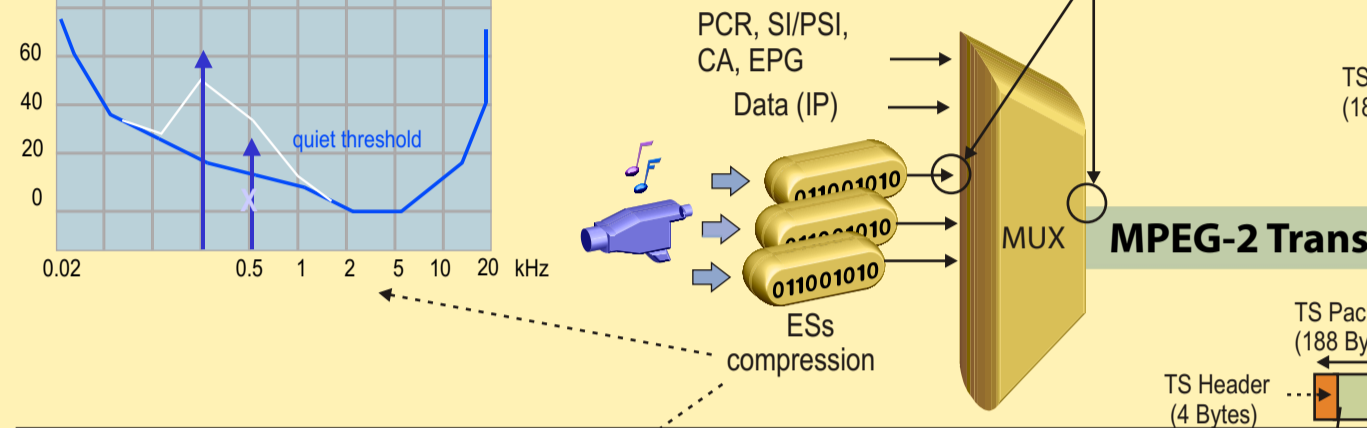 60
40
20
0
quiet threshold
X
0.02 0.5 1 2 5 10 20 kHz
PCR, SI/PSI,
CA, EPG
Data (IP)
011001010
011001010
011001010
ESs
compression
MUX
MPEG-2 Trans
TS
(18
TS Pac
(188 By
TS Header
(4 Bytes)